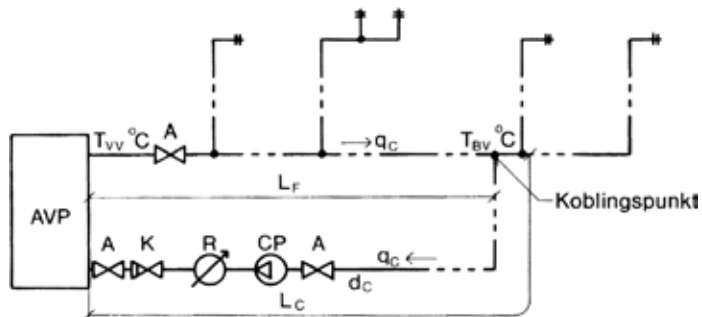 T_VV °C A
→ q_C
T_BV °C
L_F
Koblingspunkt
AVP
A K R CP A
q_C ←
d_C
L_C